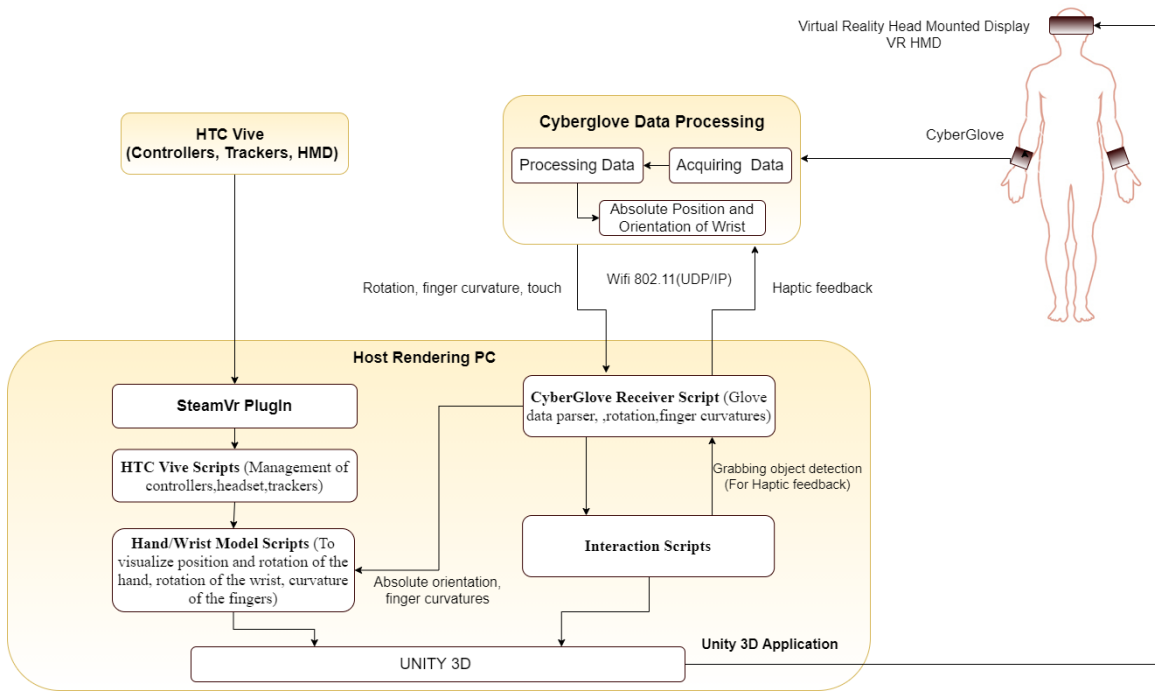 Virtual Reality Head Mounted Display
VR HMD
HTC Vive
(Controllers, Trackers, HMD)
Cyberglove Data Processing
Processing Data
Acquiring Data
Absolute Position and
Orientation of Wrist
CyberGlove
Rotation, finger curvature, touch
Wifi 802.11(UDP/IP)
Haptic feedback
Host Rendering PC
SteamVr PlugIn
CyberGlove Receiver Script (Glove
data parser, ,rotation,finger curvatures)
HTC Vive Scripts (Management of
controllers,headset,trackers)
Grabbing object detection
(For Haptic feedback)
Hand/Wrist Model Scripts (To
visualize position and rotation of the
hand, rotation of the wrist, curvature
of the fingers)
Interaction Scripts
Absolute orientation,
finger curvatures
Unity 3D Application
UNITY 3D